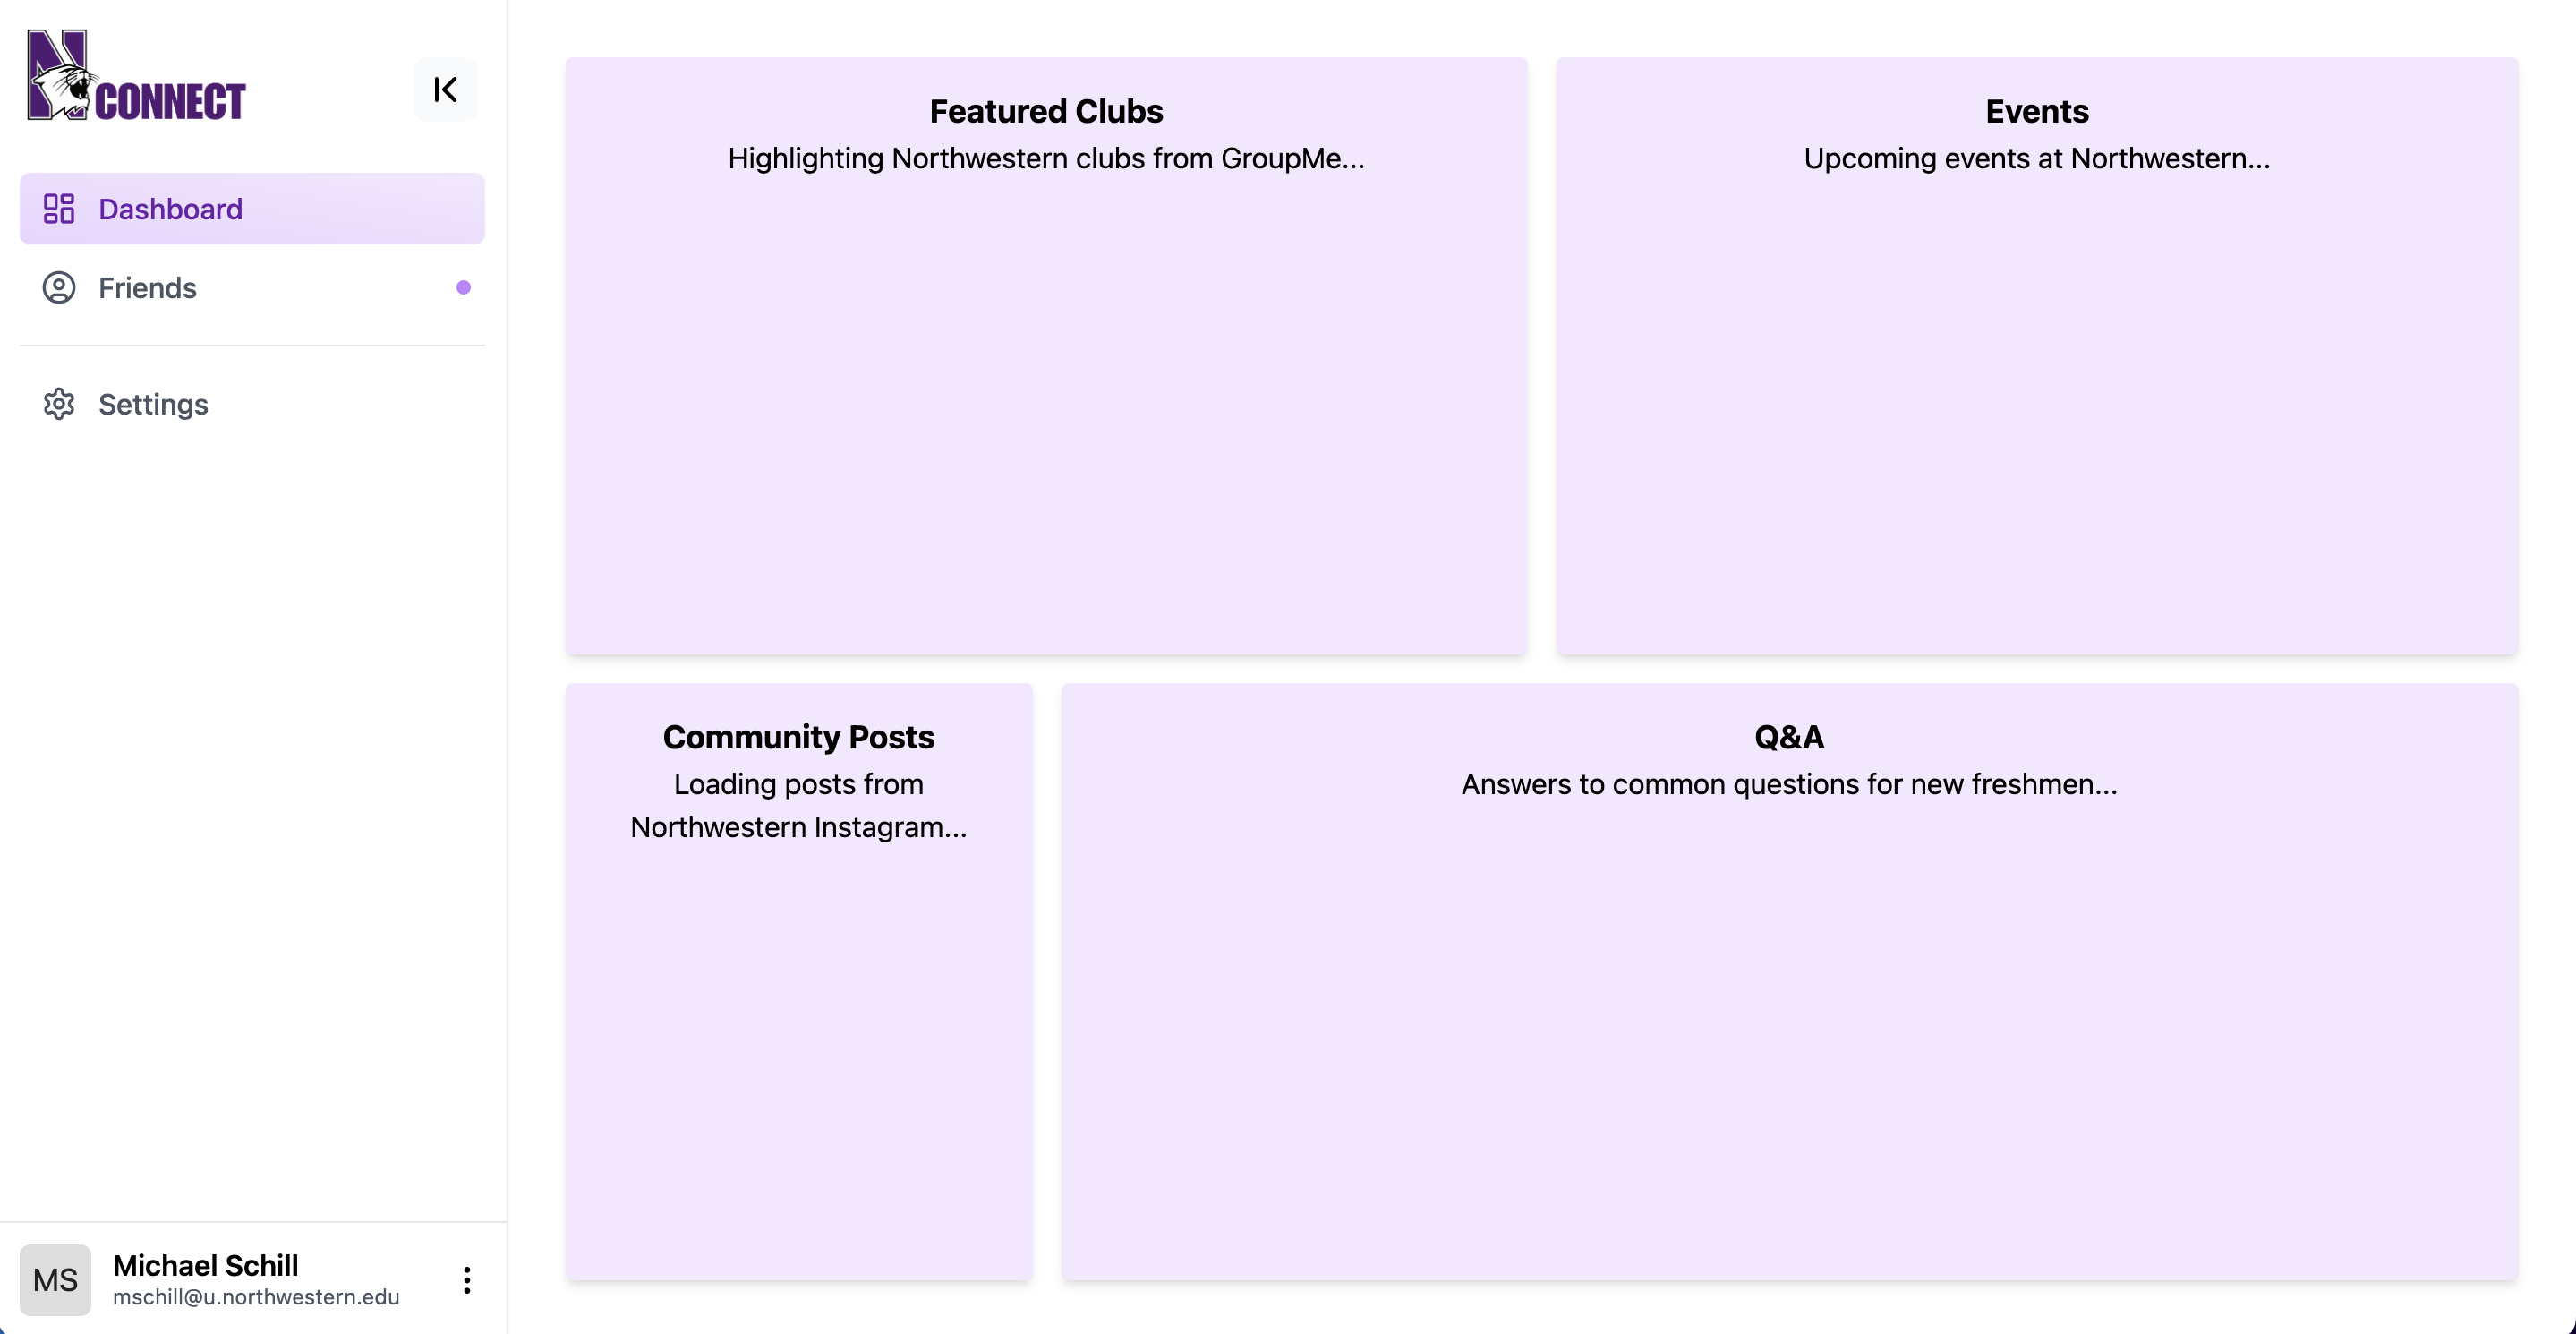 N CONNECT
Dashboard
Friends
Settings
Featured Clubs
Highlighting Northwestern clubs from GroupMe...
Events
Upcoming events at Northwestern...
Community Posts
Loading posts from
Northwestern Instagram...
Q&A
Answers to common questions for new freshmen...
MS
Michael Schill
mschill@u.northwestern.edu